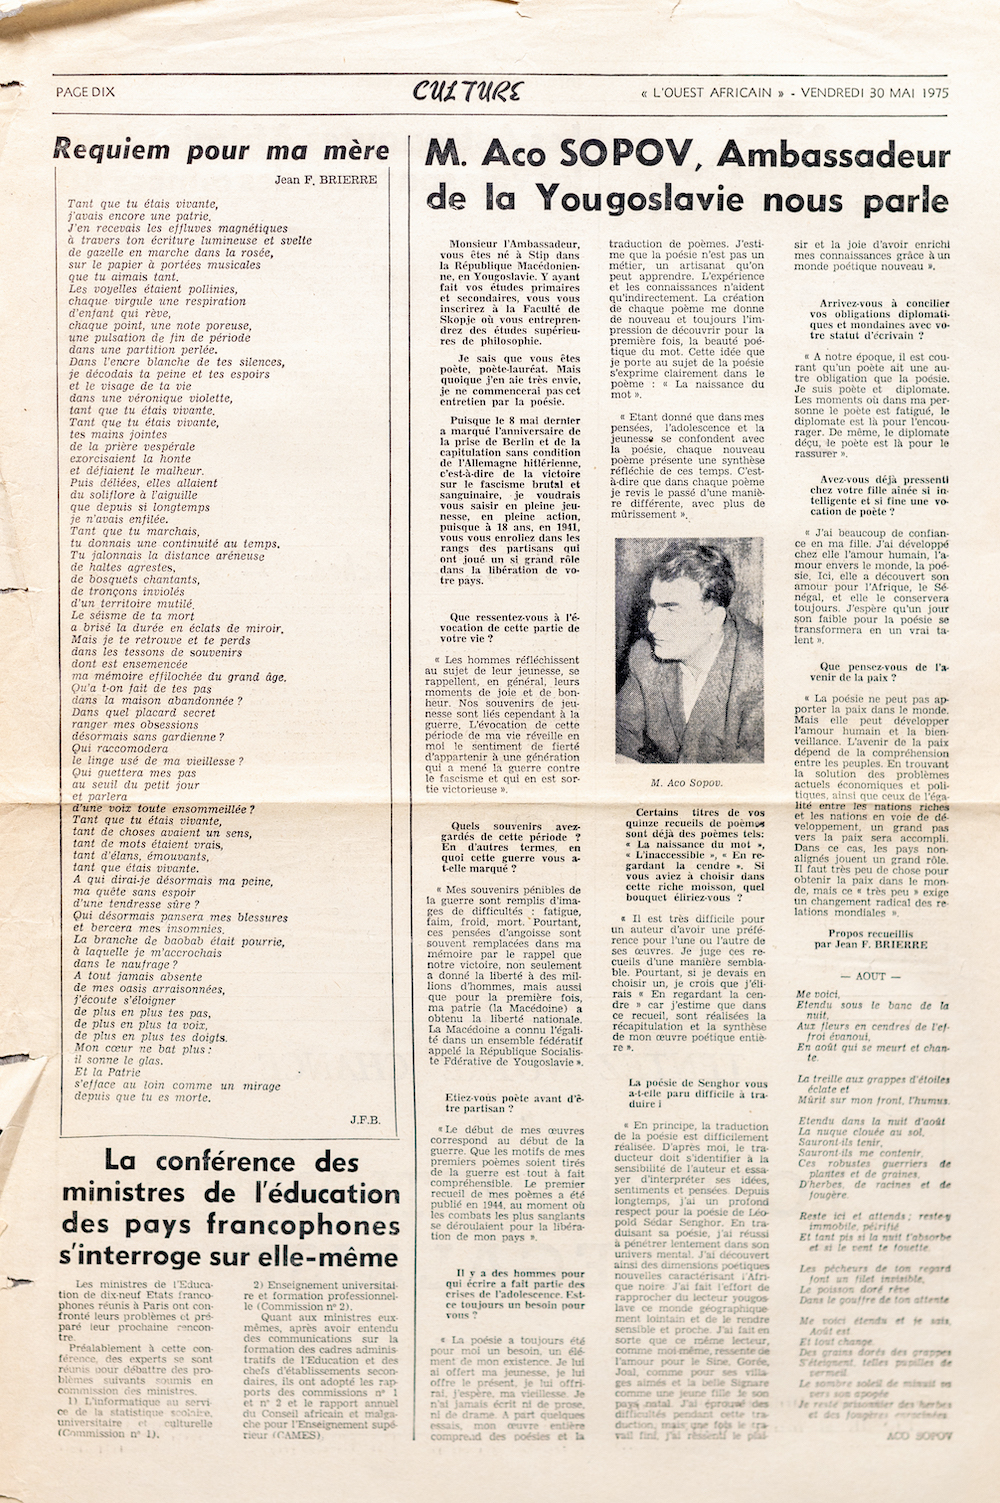 PAGE DIX
CULTURE
« L'OUEST AFRICAIN » - VENDREDI 30 MAI 1975
Requiem pour ma mère
Jean F. BRIERRE
Tant que tu étais vivante,
j'avais encore une patrie.
J'en recevais les effluves magnétiques
à travers ton écriture lumineuse et svelte
de gazelle en marche dans la rosée,
sur le papier à portées musicales
que tu aimais tant.
Les voyelles étaient pollinies,
chaque virgule une respiration
d'enfant qui rêve,
chaque point, une note poreuse,
une pulsation de fin de période
dans une partition perlée.
Dans l'encre blanche de tes silences,
je décodais ta peine et tes espoirs
et le visage de ta vie
dans une véronique violette,
tant que tu étais vivante.
Tant que tu étais vivante,
tes mains jointes
de la prière vespérale
exorcisaient la honte
et défiaient le malheur.
Puis déliées, elles allaient
du soliflore à l'aiguille
que depuis si longtemps
je n'avais enfilée.
Tant que tu marchais,
tu donnais une continuité au temps.
Tu jalonnais la distance aréneuse
de haltes agrestes,
de bosquets chantants,
de tronçons inviolés
d'un territoire mutilé.
Le séisme de ta mort
a brisé la durée en éclats de miroir.
Mais je te retrouve et te perds
dans les tessons de souvenirs
dont est ensemencée
ma mémoire effilochée du grand âge.
Qu'a t-on fait de tes pas
dans la maison abandonnée ?
Dans quel placard secret
ranger mes obsessions
désormais sans gardienne ?
Qui raccomodera
le linge usé de ma vieillesse ?
Qui guettera mes pas
au seuil du petit jour
et parlera
d'une voix toute ensommeillée ?
Tant que tu étais vivante,
tant de choses avaient un sens,
tant de mots étaient vrais,
tant d'élans, émouvants,
tant que étais vivante.
A qui dirai-je désormais ma peine,
ma quête sans espoir
d'une tendresse sûre ?
Qui désormais pansera mes blessures
et bercera mes insomnies.
La branche de baobab était pourrie,
à laquelle je m'accrochais
dans le naufrage ?
A tout jamais absente
de mes oasis arraisonnées,
j'écoute s'éloigner
de plus en plus tes pas,
de plus en plus ta voix,
de plus en plus tes doigts.
Mon cœur ne bat plus :
il sonne le glas.
Et la Patrie
s'efface au loin comme un mirage
depuis que tu es morte.
J.F.B.
La conférence des
ministres de l'éducation
des pays francophones
s'interroge sur elle-même
Les ministres de l'Educa-
tion de dix-neuf Etats franco-
phones réunis à Paris ont con-
fronté leurs problèmes et pré-
paré leur prochaine rencon-
tre.
Préalablement à cette con-
férence, des experts se sont
réunis pour débattre des pro-
blèmes suivants soumis en
commission des ministres.
1) L'informatique au servi-
ce de la statistique scolaire,
universitaire et culturelle
(Commission n° 1).
2) Enseignement universitai-
re et formation professionnel-
le (Commission n° 2).
Quant aux ministres eux-
mêmes, après avoir entendu
des communications sur la
formation des cadres adminis-
tratifs de l'Education et des
chefs d'établissements secon-
daires, ils ont adopté les rap-
ports des commissions n° 1
et n° 2 et le rapport annuel
du Conseil africain et malga-
che pour l'Enseignement supé-
rieur (CAMES).
M. Aco SOPOV, Ambassadeur
de la Yougoslavie nous parle
Monsieur l'Ambassadeur,
vous êtes né à Stip dans
la République Macédonien-
ne, en Yougoslavie. Y ayant
fait vos études primaires
et secondaires, vous vous
inscrirez à la Faculté de
Skopje où vous entrepren-
drez des études supérieu-
res de philosophie.
Je sais que vous êtes
poète, poète-lauréat. Mais
quoique j'en aie très envie,
je ne commencerai pas cet
entretien par la poésie.
Puisque le 8 mai dernier
a marqué l'anniversaire de
la prise de Berlin et de la
capitulation sans condition
de l'Allemagne hitlérienne,
c'est-à-dire de la victoire
sur le fascisme brutal et
sanguinaire, je voudrais
vous saisir en pleine jeu-
nesse, en pleine action,
puisque à 18 ans, en 1941,
vous vous enroliez dans les
rangs des partisans qui
ont joué un si grand rôle
dans la libération de vo-
tre pays.
Que ressentez-vous à l'é-
vocation de cette partie de
votre vie ?
« Les hommes réfléchissent
au sujet de leur jeunesse, se
rappellent, en général, leurs
moments de joie et de bon-
heur. Nos souvenirs de jeu-
nesse sont liés cependant à la
guerre. L'évocation de cette
période de ma vie réveille en
moi le sentiment de fierté
d'appartenir à une génération
qui a mené la guerre contre
le fascisme et qui en est sor-
tie victorieuse ».
Quels souvenirs avez-
gardés de cette période ?
En d'autres termes, en
quoi cette guerre vous a-
t-elle marqué ?
« Mes souvenirs pénibles de
la guerre sont remplis d'ima-
ges de difficultés : fatigue,
faim, froid, mort. Pourtant,
ces pensées d'angoisse sont
souvent remplacées dans ma
mémoire par le rappel que
notre victoire, non seulement
a donné la liberté à des mil-
lions d'hommes, mais aussi
que pour la première fois,
ma patrie (la Macédoine) a
obtenu la liberté nationale.
La Macédoine a connu l'égali-
té dans un ensemble fédératif
appelé la République Socialis-
te Fdérative de Yougoslavie ».
Etiez-vous poète avant d'ê-
tre partisan ?
« Le début de mes œuvres
correspond au début de la
guerre. Que les motifs de mes
premiers poèmes soient tirés
de la guerre est tout à fait
compréhensible. Le premier
recueil de mes poèmes a été
publié en 1944, au moment où
les combats les plus sanglants
se déroulaient pour la libéra-
tion de mon pays ».
Il y a des hommes pour
qui écrire a fait partie des
crises de l'adolescence. Est-
ce toujours un besoin pour
vous ?
« La poésie a toujours été
pour moi un besoin, un élé-
ment de mon existence. Je lui
ai offert ma jeunesse, je lui
offre le présent, je lui offri-
rai, j'espère, ma vieillesse. Je
n'ai jamais écrit ni de prose,
ni de drame. A part quelques
essais, mon œuvre entière
comprend des poésies et la
traduction de poèmes. J'esti-
me que la poésie n'est pas un
métier, un artisanat qu'on
peut apprendre. L'expérience
et les connaissances n'aident
qu'indirectement. La création
de chaque poème me donne
de nouveau et toujours l'im-
pression de découvrir pour la
première fois, la beauté poé-
tique du mot. Cette idée que
je porte au sujet de la poésie
s'exprime clairement dans le
poème : « La naissance du
mot ».
« Etant donné que dans mes
pensées, l'adolescence et la
jeunesse se confondent avec
la poésie, chaque nouveau
poème présente une synthèse
réfléchie de ces temps. C'est-
à-dire que dans chaque poème
je revis le passé d'une maniè-
re différente, avec plus de
mûrissement ».
M. Aco Sopov.
Certains titres de vos
quinze recueils de poèmes
sont déjà des poèmes tels:
« La naissance du mot »,
« L'inaccessible », « En re-
gardant la cendre ». Si
vous aviez à choisir dans
cette riche moisson, quel
bouquet éliriez-vous ?
« Il est très difficile pour
un auteur d'avoir une préfé-
rence pour l'une ou l'autre de
ses œuvres. Je juge ces re-
cueils d'une manière sembla-
ble. Pourtant, si je devais en
choisir un, je crois que j'éli-
rais « En regardant la cen-
dre » car j'estime que dans
ce recueil, sont réalisées la
récapitulation et la synthèse
de mon œuvre poétique entiè-
re ».
La poésie de Senghor vous
a-t-elle paru difficile à tra-
duire ?
« En principe, la traduction
de la poésie est difficilement
réalisée. D'après moi, le tra-
ducteur doit s'identifier à la
sensibilité de l'auteur et essa-
yer d'interpréter ses idées,
sentiments et pensées. Depuis
longtemps, j'ai un profond
respect pour la poésie de Léo-
pold Sédar Senghor. En tra-
duisant sa poésie, j'ai réussi
à pénétrer lentement dans son
univers mental. J'ai découvert
ainsi des dimensions poétiques
nouvelles caractérisant l'Afri-
que noire. J'ai fait l'effort de
rapprocher du lecteur yougos-
lave ce monde géographique-
ment lointain et de le rendre
sensible et proche. J'ai fait en
sorte que ce même lecteur,
comme moi-même, ressente de
l'amour pour le Sine, Gorée,
Joal, comme pour ses villa-
ges aimés et la belle Signare
comme une jeune fille de son
pays natal. J'ai éprouvé des
difficultés pendant cette tra-
duction, mais que fois le tra-
vail fini, j'ai ressenti le plai-
sir et la joie d'avoir enrichi
mes connaissances grâce à un
monde poétique nouveau ».
Arrivez-vous à concilier
vos obligations diplomati-
ques et mondaines avec vo-
tre statut d'écrivain ?
« A notre époque, il est cou-
rant qu'un poète ait une au-
tre obligation que la poésie.
Je suis poète et diplomate.
Les moments où dans ma per-
sonne le poète est fatigué, le
diplomate est là pour l'encou-
rager. De même, le diplomate
déçu, le poète est là pour le
rassurer ».
Avez-vous déjà pressenti
chez votre fille aînée si in-
telligente et si fine une vo-
cation de poète ?
« J'ai beaucoup de confian-
ce en ma fille. J'ai développé
chez elle l'amour humain, l'a-
mour envers le monde, la poé-
sie. Ici, elle a découvert son
amour pour l'Afrique, le Sé-
négal, et elle le conservera
toujours. J'espère qu'un jour
son faible pour la poésie se
transformera en un vrai ta-
lent ».
Que pensez-vous de l'a-
venir de la paix ?
« La poésie ne peut pas ap-
porter la paix dans le monde.
Mais elle peut développer
l'amour humain et la bien-
veillance. L'avenir de la paix
dépend de la compréhension
entre les peuples. En trouvant
la solution des problèmes
actuels économiques et poli-
tiques, ainsi que ceux de l'éga-
lité entre les nations riches
et les nations en voie de dé-
veloppement, un grand pas
vers la paix sera accompli.
Dans ce cas, les pays non-
alignés jouent un grand rôle.
Il faut très peu de chose pour
obtenir la paix dans le mon-
de, mais ce « très peu » exige
un changement radical des re-
lations mondiales ».
Propos recueillis
par Jean F. BRIERRE
— AOUT —
Me voici,
Etendu sous le banc de la
nuit,
Aux fleurs en cendres de l'ef-
froi évanoui,
En août qui se meurt et chan-
te.
La treille aux grappes d'étoiles
éclate et
Mûrit sur mon front, l'humus.
Etendu dans la nuit d'août
La nuque clouée au sol,
Sauront-ils tenir,
Sauront-ils me contenir,
Ces robustes guerriers de
plantes et de graines,
D'herbes, de racines et de
fougère.
Reste ici et attends ; reste-y
immobile, pétrifié
Et tant pis si la nuit t'absorbe
et si le vent te fouette.
Les pêcheurs de ton regard
font un filet invisible,
Le poisson doré rêve
Dans le gouffre de ton attente
Me voici étendu et je sais,
Août est
Et tout change.
Des grains dorés des grappes
S'éteignent, telles pupilles de
vermeil.
Le sombre soleil de minuit en
vers son apogée
Je reste prisonnier des herbes
et des fougères enracinées.
ACO SOPOV